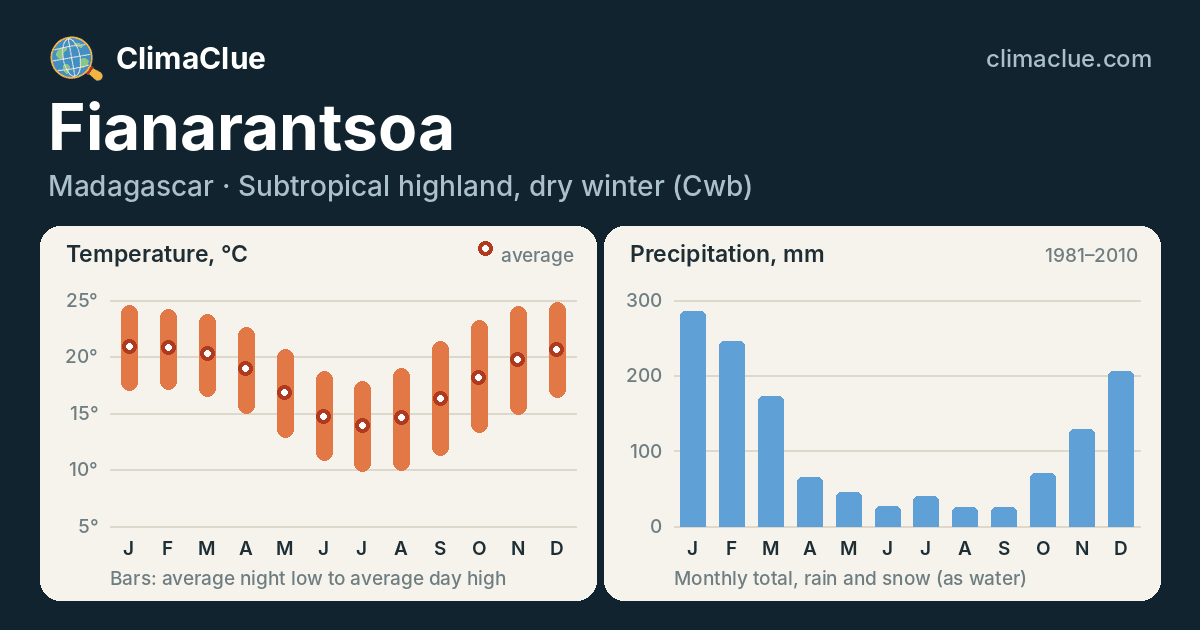 ClimaClue
climaclue.com
Fianarantsoa
Madagascar · Subtropical highland, dry winter (Cwb)
Temperature, °C
average
25°
20°
15°
10°
5°
J F M A M J J A S O N D
Bars: average night low to average day high
Precipitation, mm
1981–2010
300
200
100
0
J F M A M J J A S O N D
Monthly total, rain and snow (as water)